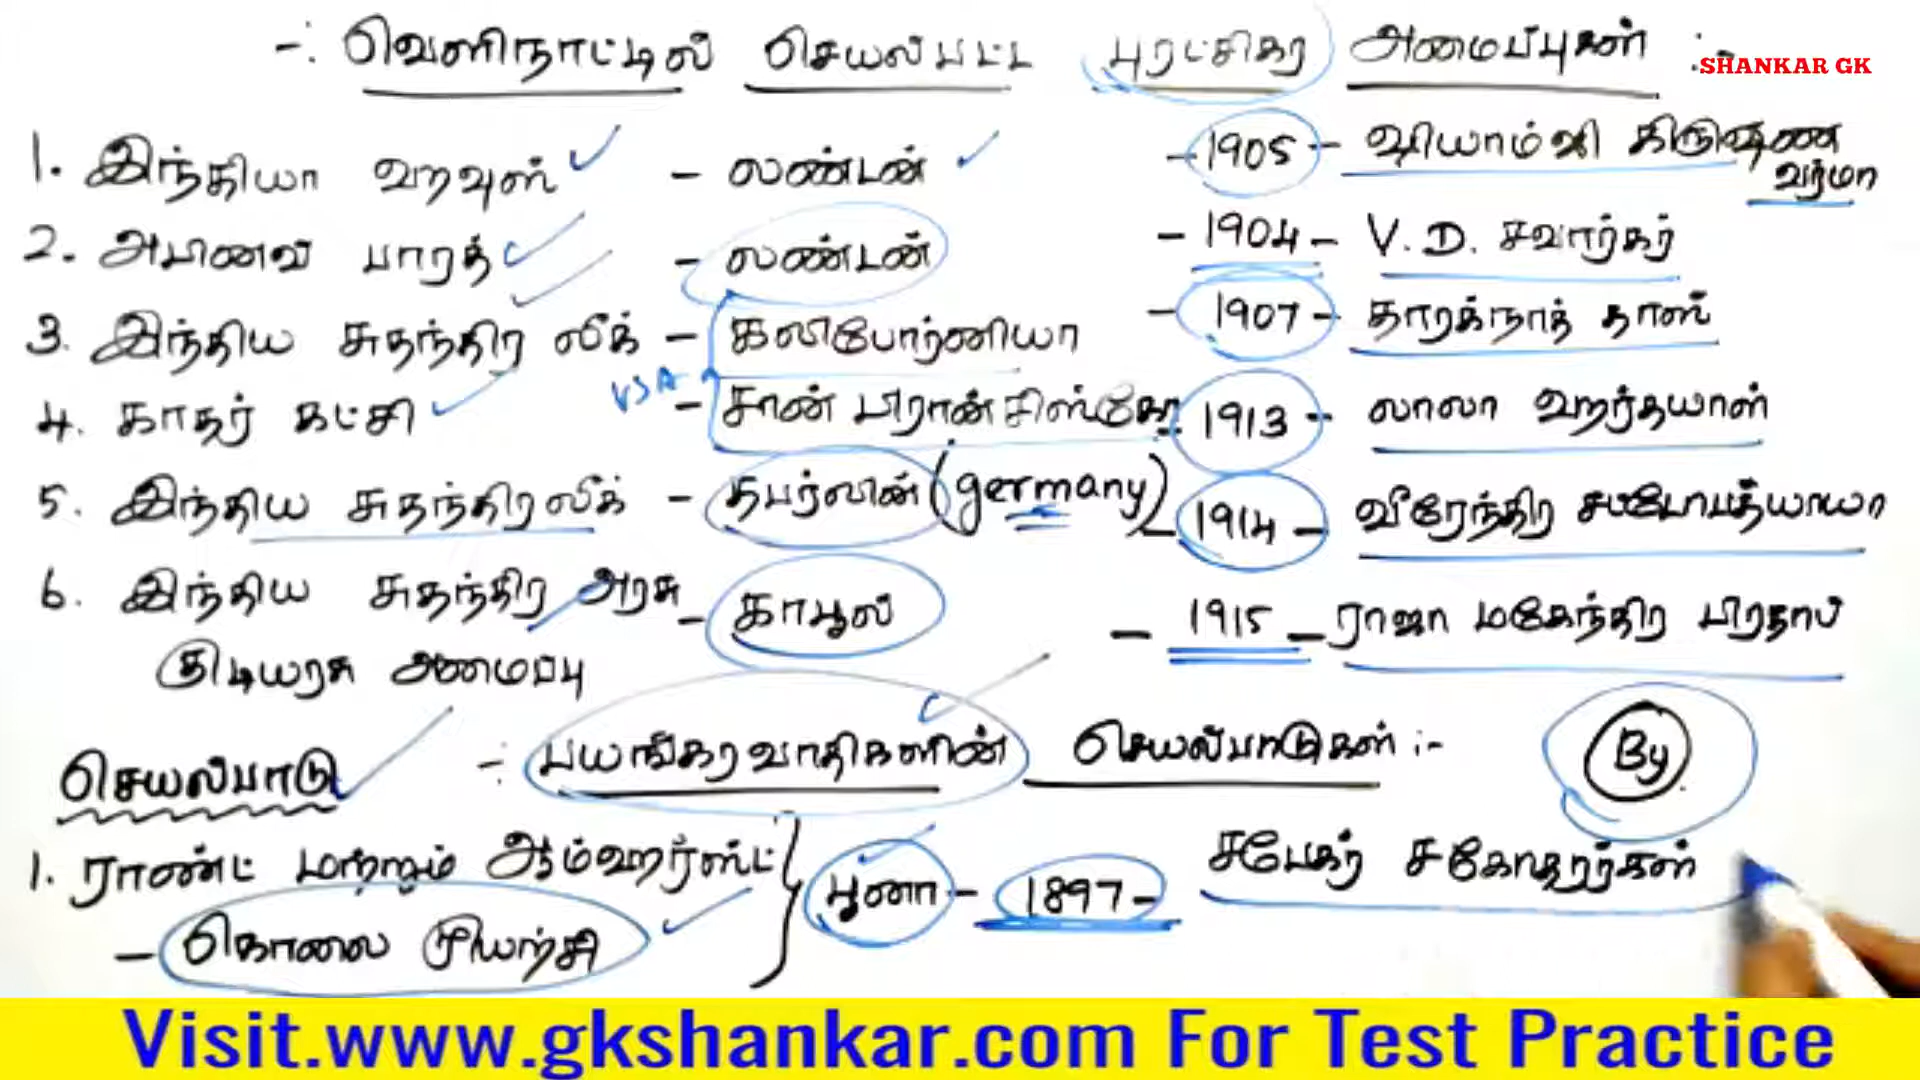 -: வெளிநாட்டில் செயல்பட்ட புரட்சிகர அமைப்புகள் :-
SHANKAR GK
1. இந்தியா ஹவுஸ் - லண்டன் - 1905 - ஷியாம்ஜி கிருஷ்ண வர்மா
2. அபினவ் பாரத் - லண்டன் - 1904 - V. D. சவார்கர்
3. இந்திய சுதந்திர லீக் - கலிபோர்னியா - 1907 - தாரக்நாத் தாஸ்
USA
4. காதர் கட்சி - சான் பிரான்சிஸ்கோ - 1913 - லாலா ஹர்தயாள்
5. இந்திய சுதந்திரலீக் - தபர்லின் (germany) - 1914 - வீரேந்திர சட்டோபத்யாயா
6. இந்திய சுதந்திர அரசு - காபூல் - 1915 - ராஜா மகேந்திர பிரதாப்
குடியரசு அமைப்பு
செயல்பாடு -: பயங்கரவாதிகளின் செயல்பாடுகள் :- By
1. ராண்ட் மற்றும் ஆம்ஹர்ஸ்ட் } பூனா - 1897 - சபேகர் சகோதரர்கள்
- கொலை முயற்சி
Visit.www.gkshankar.com For Test Practice